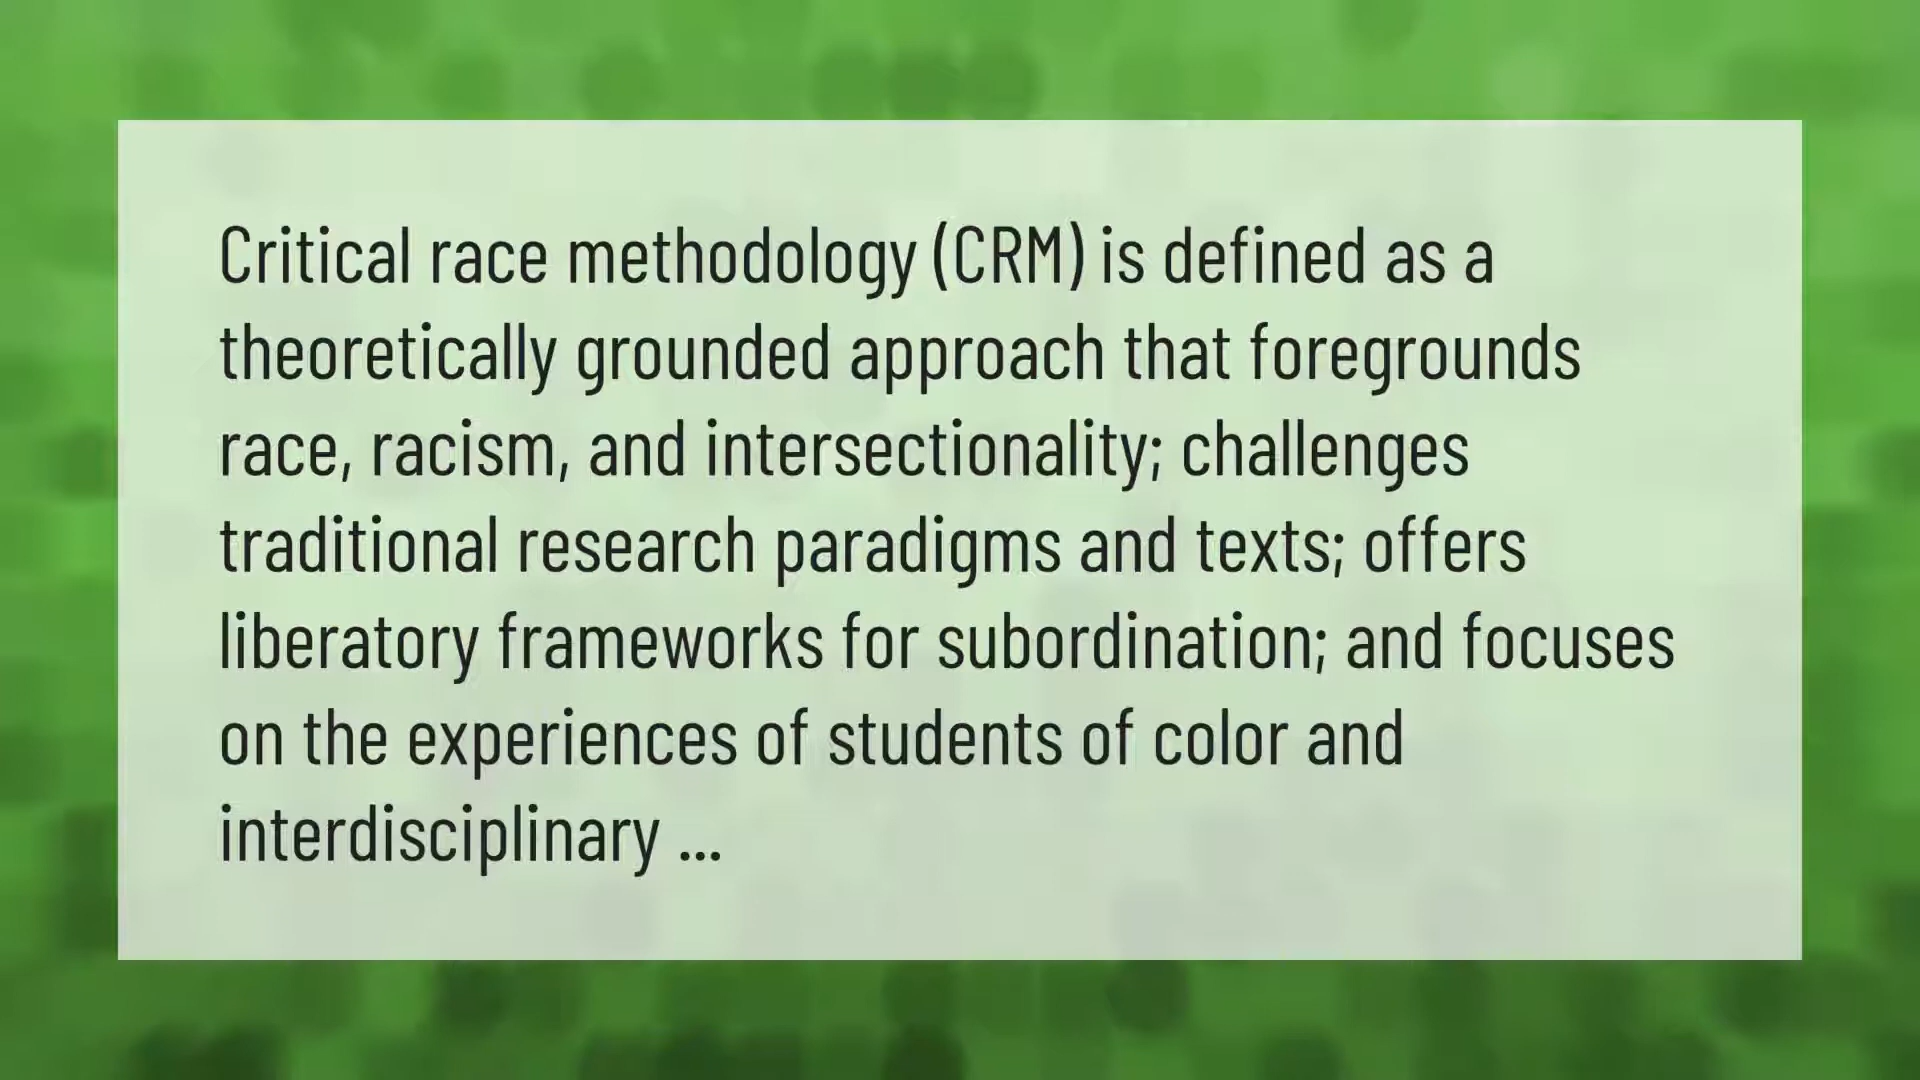 Critical race methodology (CRM) is defined as a
theoretically grounded approach that foregrounds
race, racism, and intersectionality; challenges
traditional research paradigms and texts; offers
liberatory frameworks for subordination; and focuses
on the experiences of students of color and
interdisciplinary ...